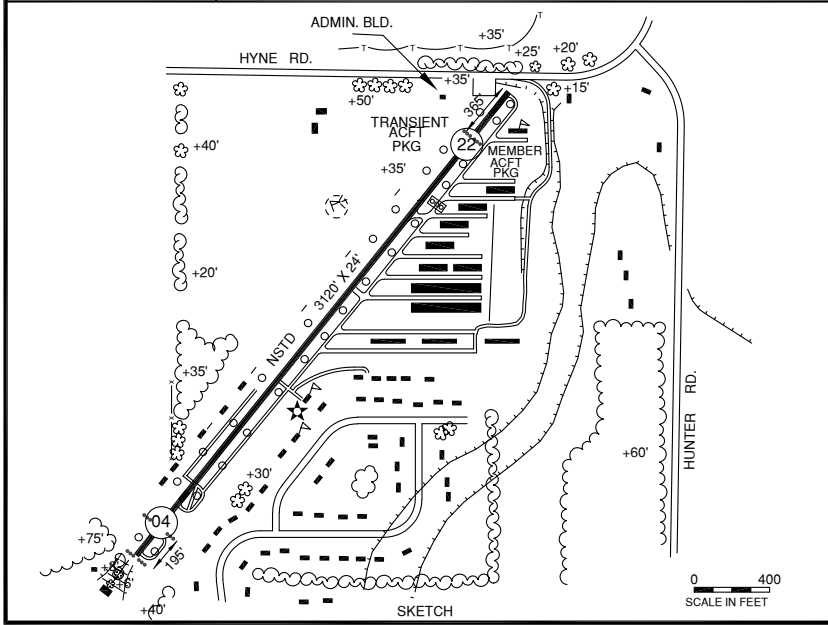 ADMIN. BLD.
+35'
HYNE RD.
+25'
+20'
+35'
+15'
+50'
365'
TRANSIENT
ACFT
PKG
22
MEMBER
ACFT
PKG
+40'
+35'
3120' X 24'
+20'
NSTD
+35'
HUNTER RD.
+60'
+30'
04
+75'
195'
+40'
0 400
SCALE IN FEET
SKETCH